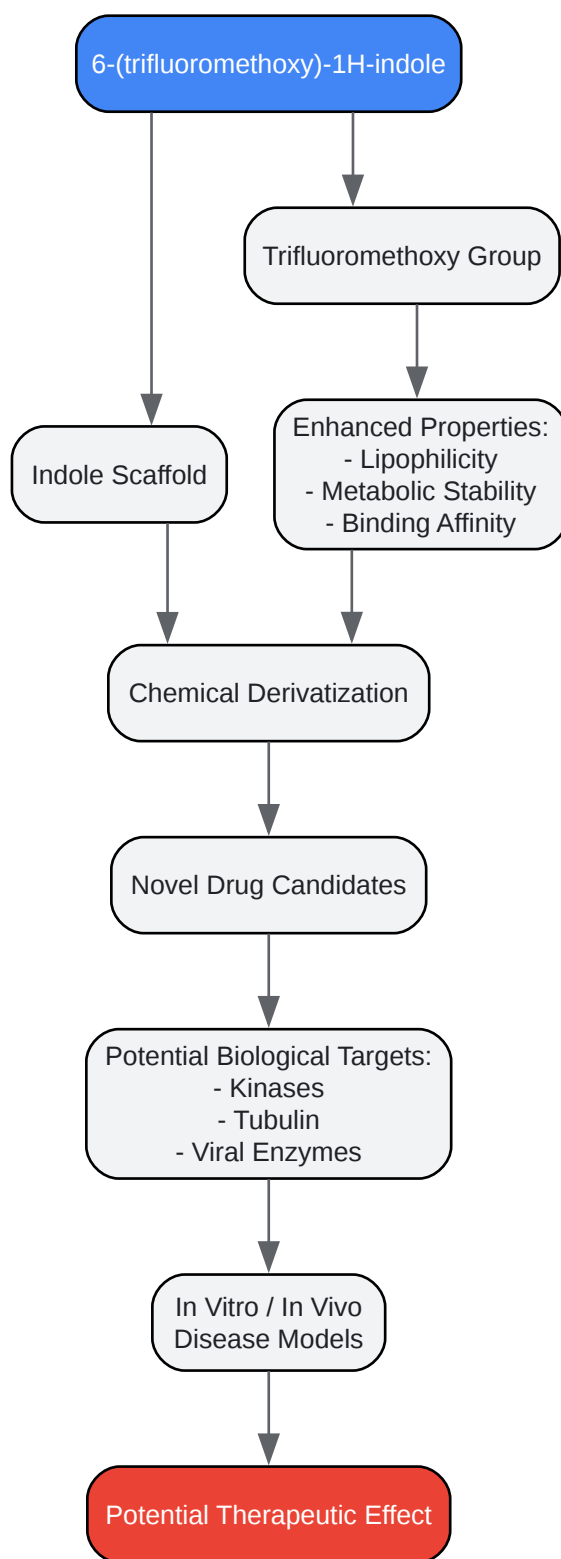 6-(trifluoromethoxy)-1H-indole
Trifluoromethoxy Group
Indole Scaffold
Enhanced Properties:
- Lipophilicity
- Metabolic Stability
- Binding Affinity
Chemical Derivatization
Novel Drug Candidates
Potential Biological Targets:
- Kinases
- Tubulin
- Viral Enzymes
In Vitro / In Vivo
Disease Models
Potential Therapeutic Effect